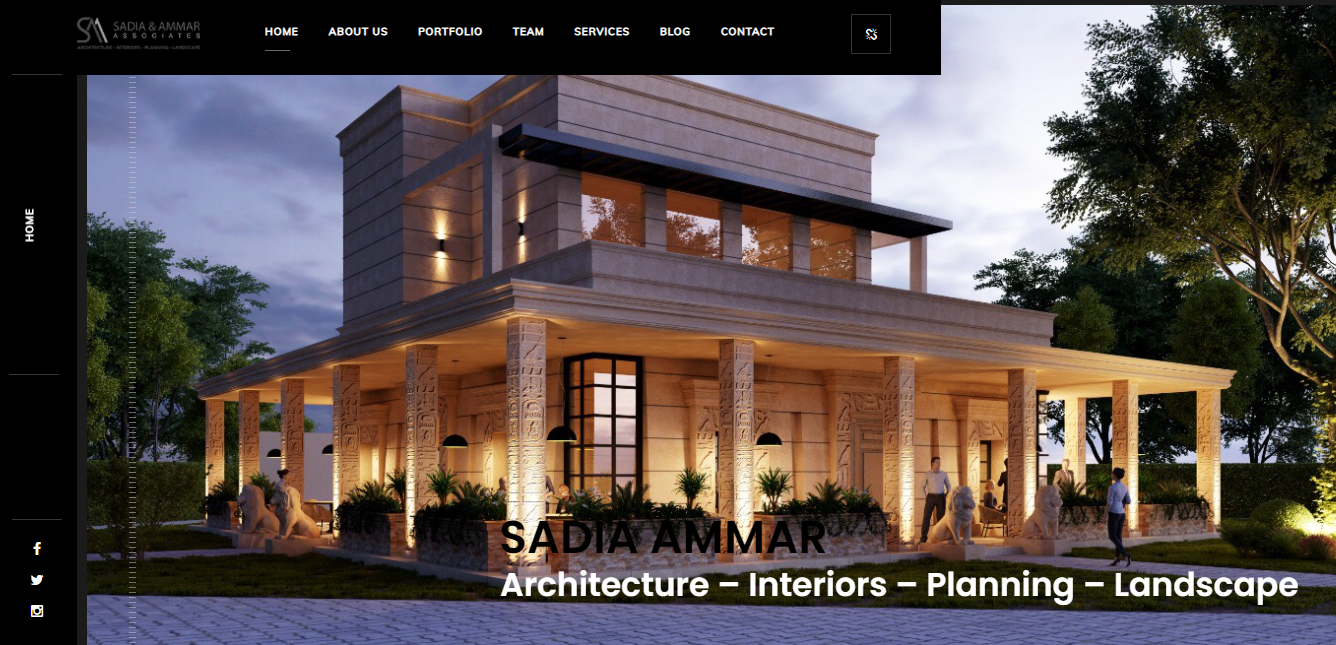 SADIA & AMMAR
ASSOCIATES
ARCHITECTURE - INTERIORS - PLANNING - LANDSCAPE
HOME
ABOUT US
PORTFOLIO
TEAM
SERVICES
BLOG
CONTACT
HOME
SADIA AMMAR
Architecture – Interiors – Planning – Landscape